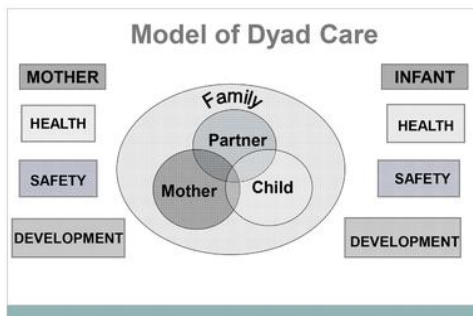 Model of Dyad Care
MOTHER
INFANT
Family
HEALTH
HEALTH
Partner
SAFETY
SAFETY
Mother
Child
DEVELOPMENT
DEVELOPMENT